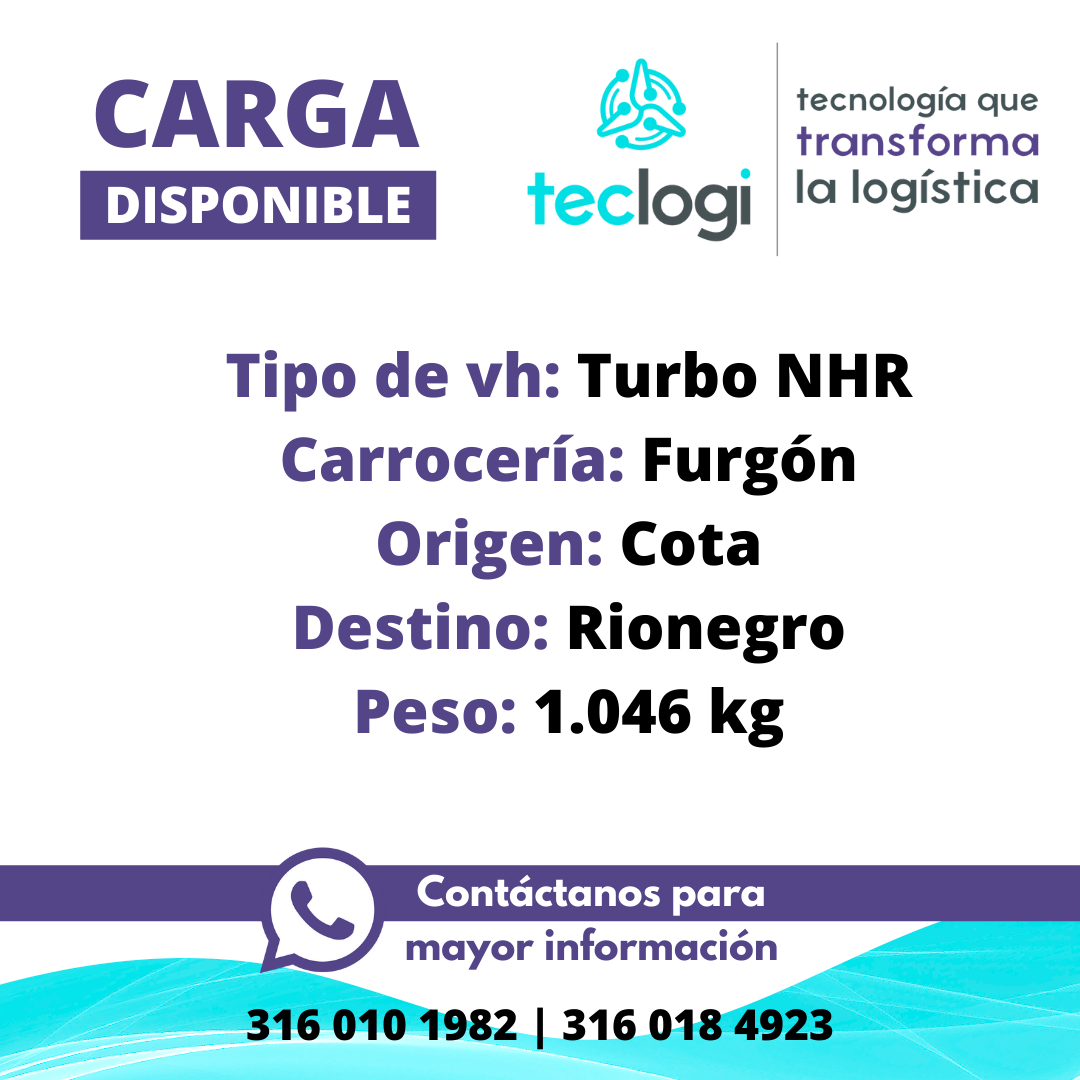 CARGA
DISPONIBLE
teclogi
tecnología que
transforma
la logística
Tipo de vh: Turbo NHR
Carrocería: Furgón
Origen: Cota
Destino: Rionegro
Peso: 1.046 kg
Contáctanos para
mayor información
316 010 1982 | 316 018 4923